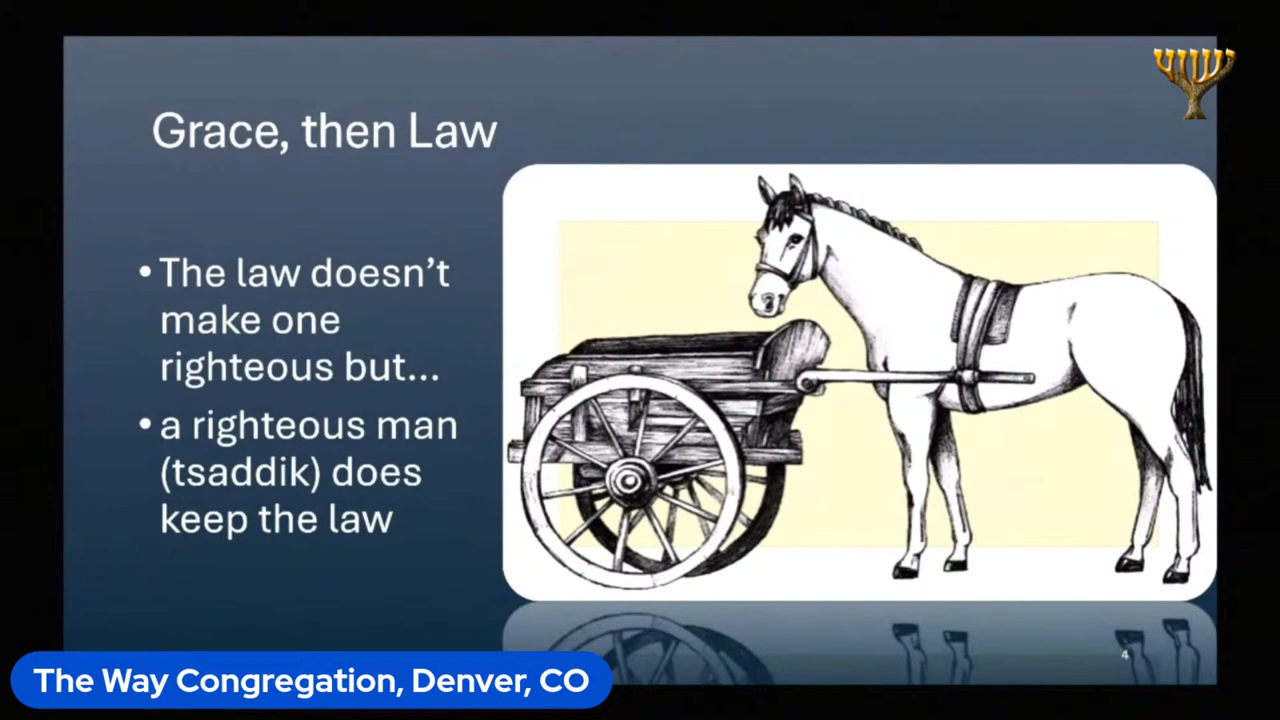 ישוע
Grace, then Law
• The law doesn’t
make one
righteous but...
• a righteous man
(tsaddik) does
keep the law
4
The Way Congregation, Denver, CO